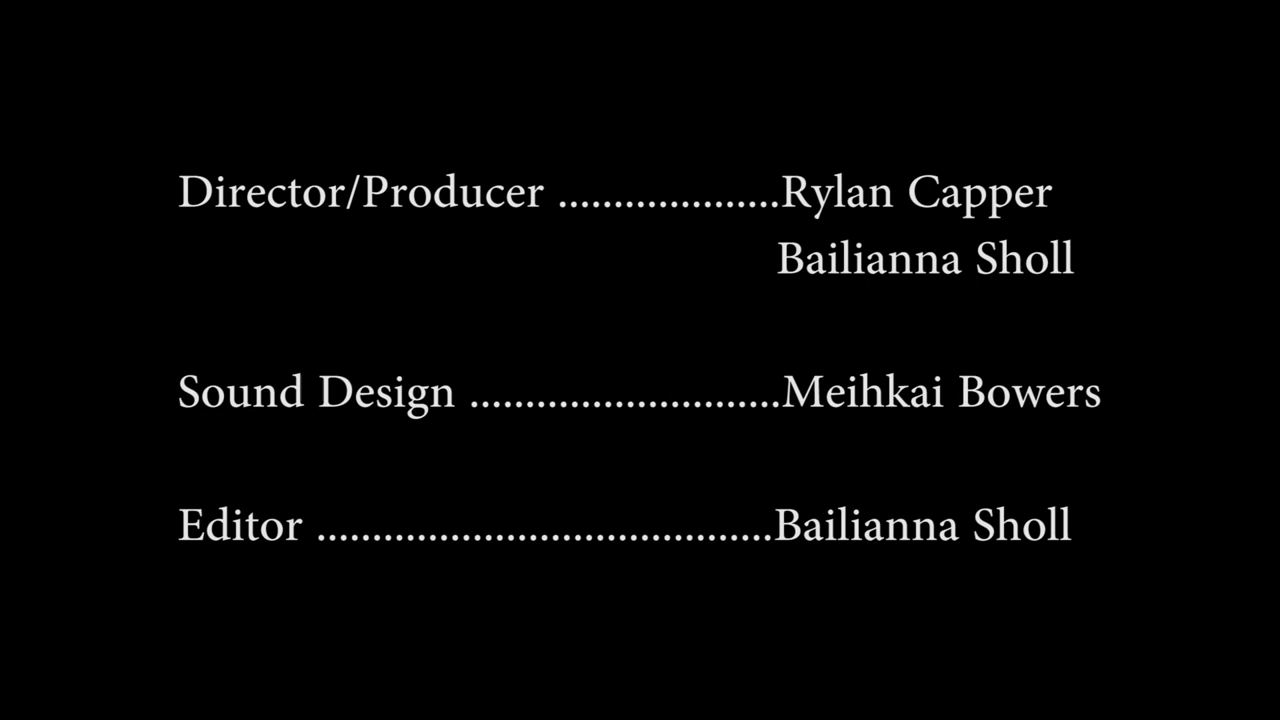 Director/Producer ....................Rylan Capper
Bailianna Sholl
Sound Design ............................Meihkai Bowers
Editor .........................................Bailianna Sholl